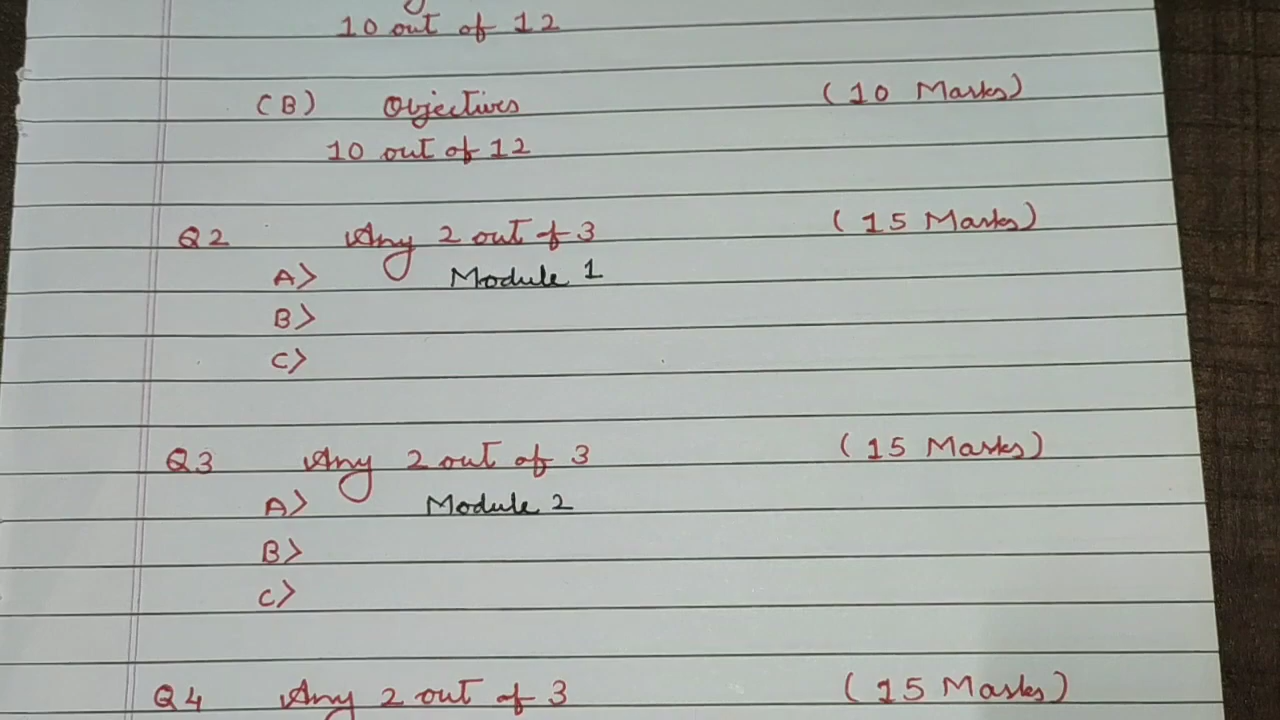 10 out of 12
(B) Objectives (10 Marks)
10 out of 12
Q2 Any 2 out of 3 (15 Marks)
A> Module 1
B>
C>
Q3 Any 2 out of 3 (15 Marks)
A> Module 2
B>
C>
Q4 Any 2 out of 3 (15 Marks)